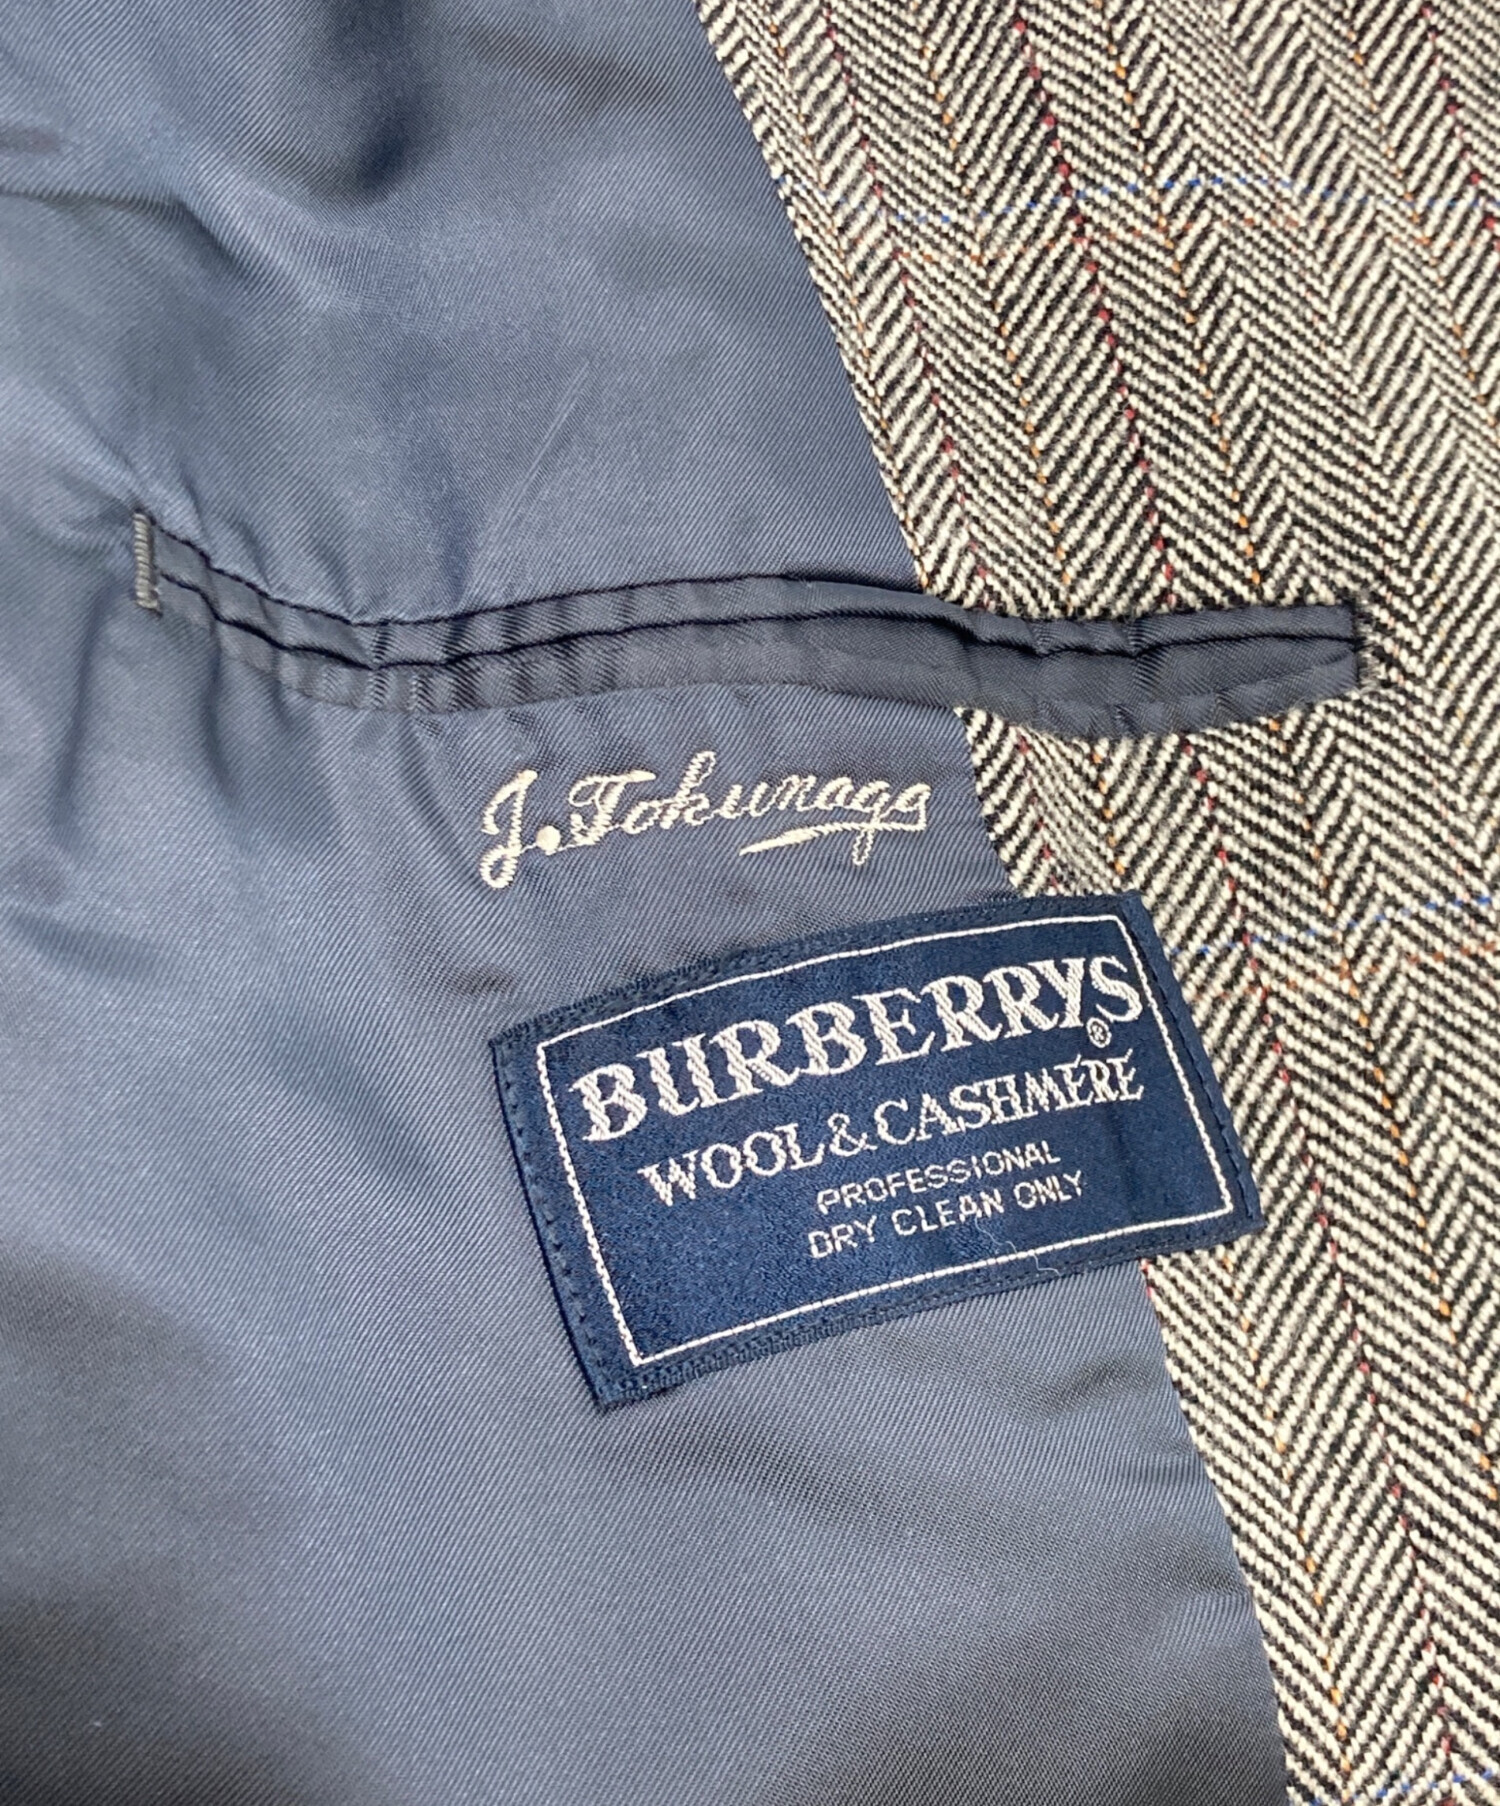 J. Tokunaga
BURBERRYS®
WOOL&CASHMERE
PROFESSIONAL
DRY CLEAN ONLY